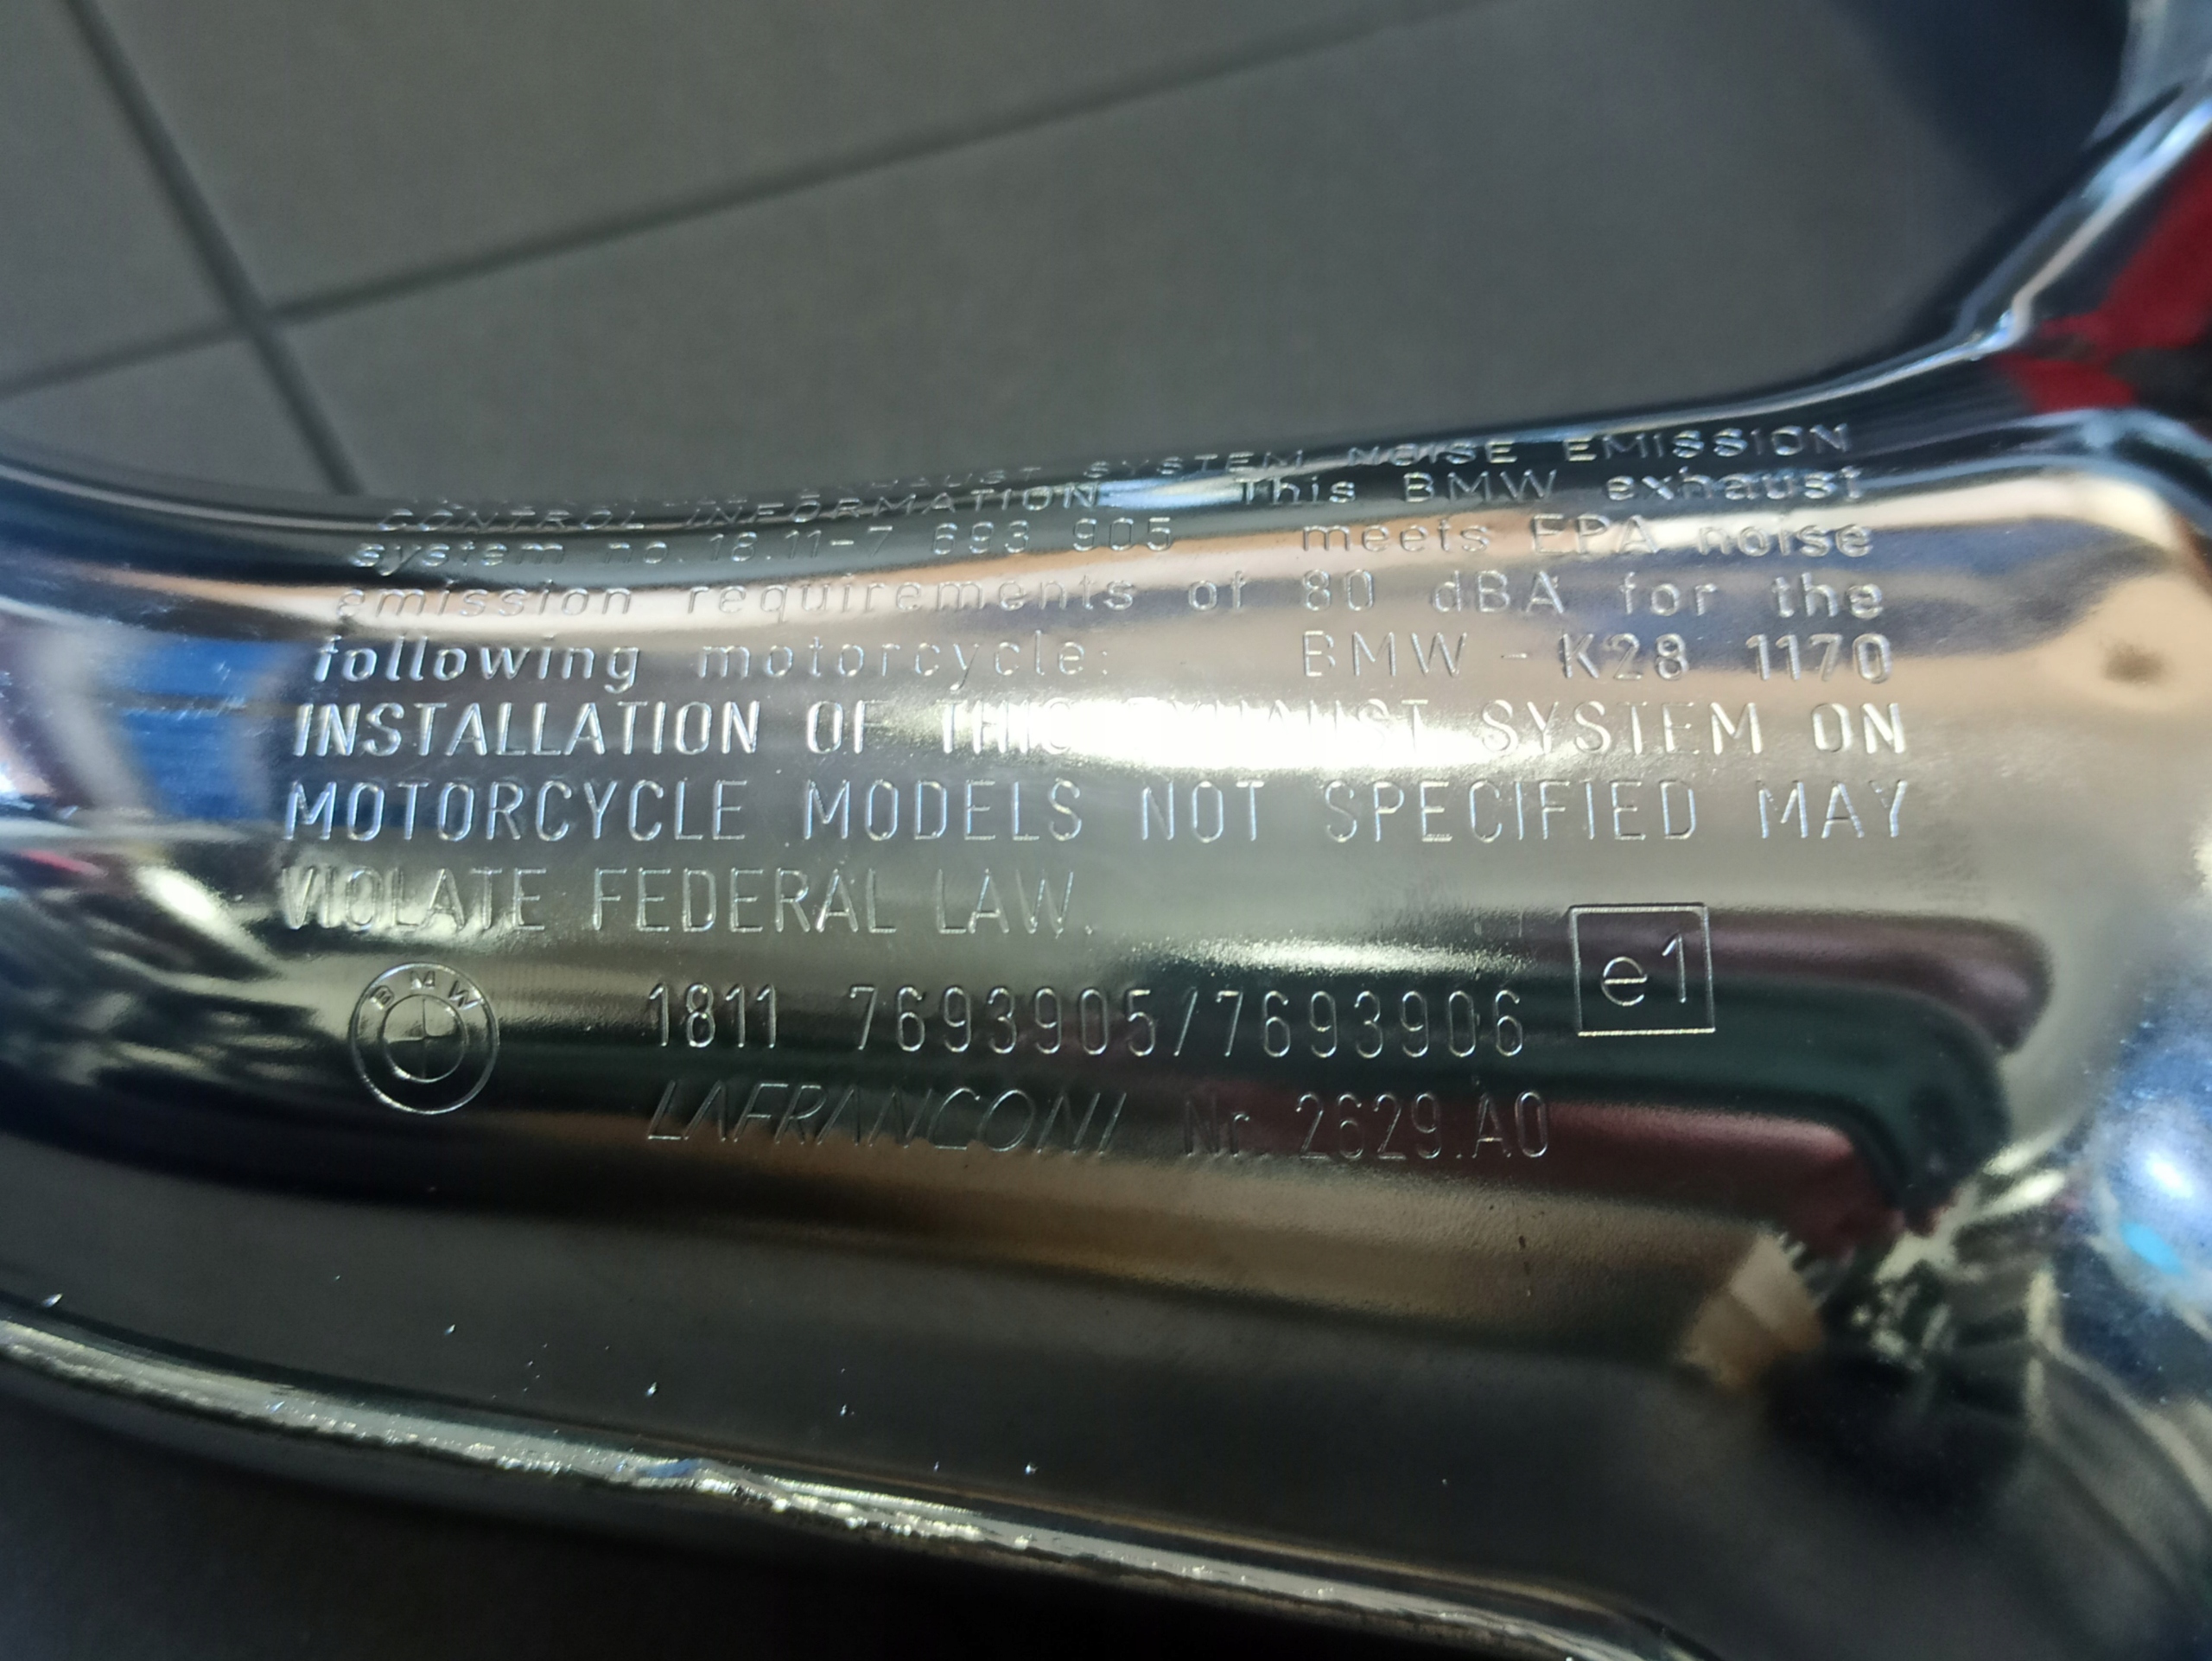 EXHAUST SYSTEM NOISE EMISSION
CONTROL INFORMATION This BMW exhaust
system no. 18.11-7 693 905 meets EPA noise
emission requirements of 80 dBA for the
following motorcycle: BMW - K28 1170
INSTALLATION OF THIS EXHAUST SYSTEM ON
MOTORCYCLE MODELS NOT SPECIFIED MAY
VIOLATE FEDERAL LAW.
BMW 1811 7693905/7693906 e1
LAFRANCONI Nr. 2629.A0